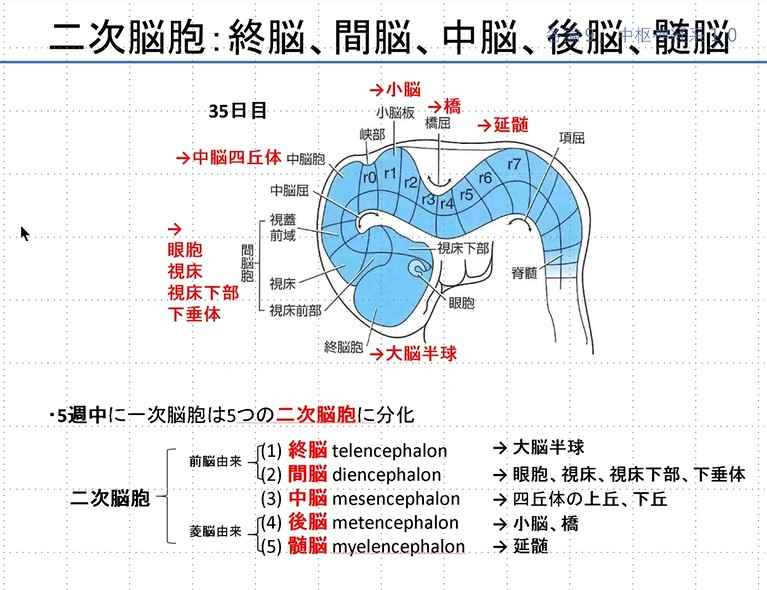 二次脳胞：終脳、間脳、中脳、後脳、髄脳
35日目
→小脳
小脳板
→橋
橋屈
→延髄
項屈
峡部
→中脳四丘体
中脳胞
r0
r1
r2
r3
r4
r5
r6
r7
中脳屈
→
眼胞
視床
視床下部
下垂体
間脳胞
視蓋
前域
視床
視床前部
視床下部
脊髄
眼胞
終脳胞
→大脳半球
・5週中に一次脳胞は5つの二次脳胞に分化
二次脳胞
前脳由来
(1) 終脳 telencephalon → 大脳半球
(2) 間脳 diencephalon → 眼胞、視床、視床下部、下垂体
(3) 中脳 mesencephalon → 四丘体の上丘、下丘
菱脳由来
(4) 後脳 metencephalon → 小脳、橋
(5) 髄脳 myelencephalon → 延髄